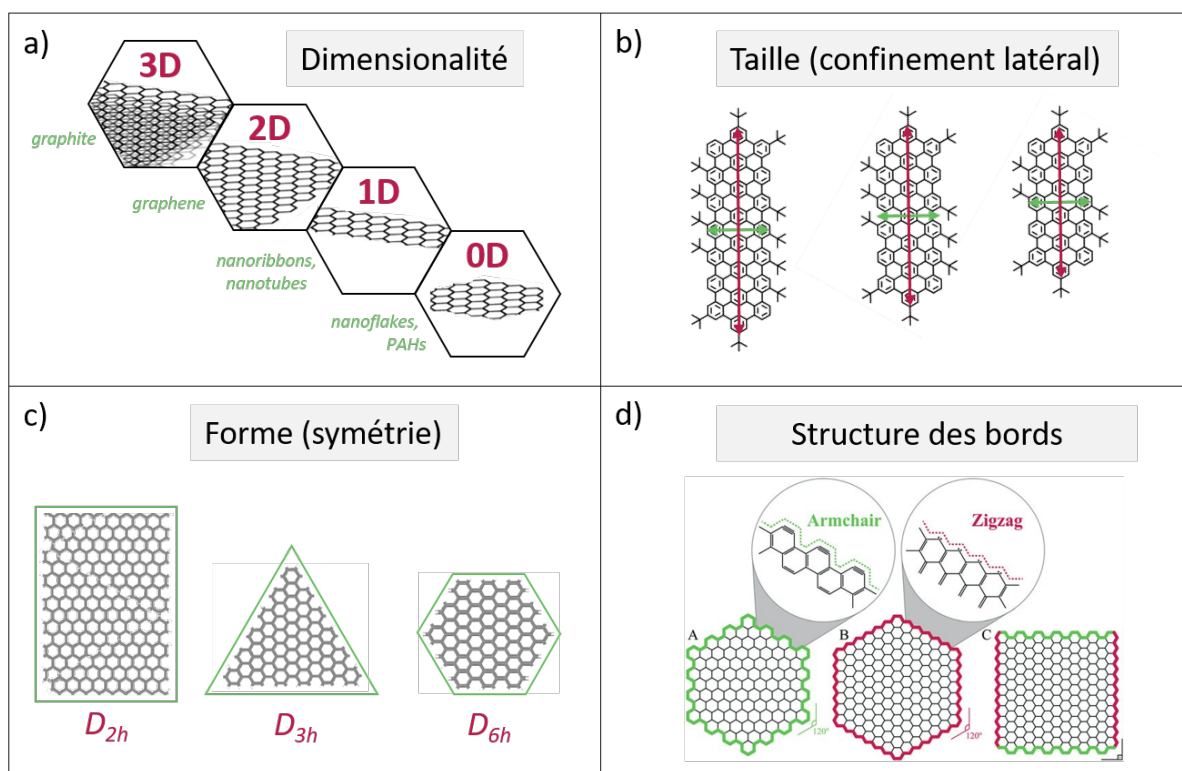 a)
Dimensionalité
3D
graphite
2D
graphene
1D
nanoribbons,
nanotubes
0D
nanoflakes,
PAHs
b)
Taille (confinement latéral)
c)
Forme (symétrie)
D2h
D3h
D6h
d)
Structure des bords
Armchair
Zigzag
A
B
C
120°
120°